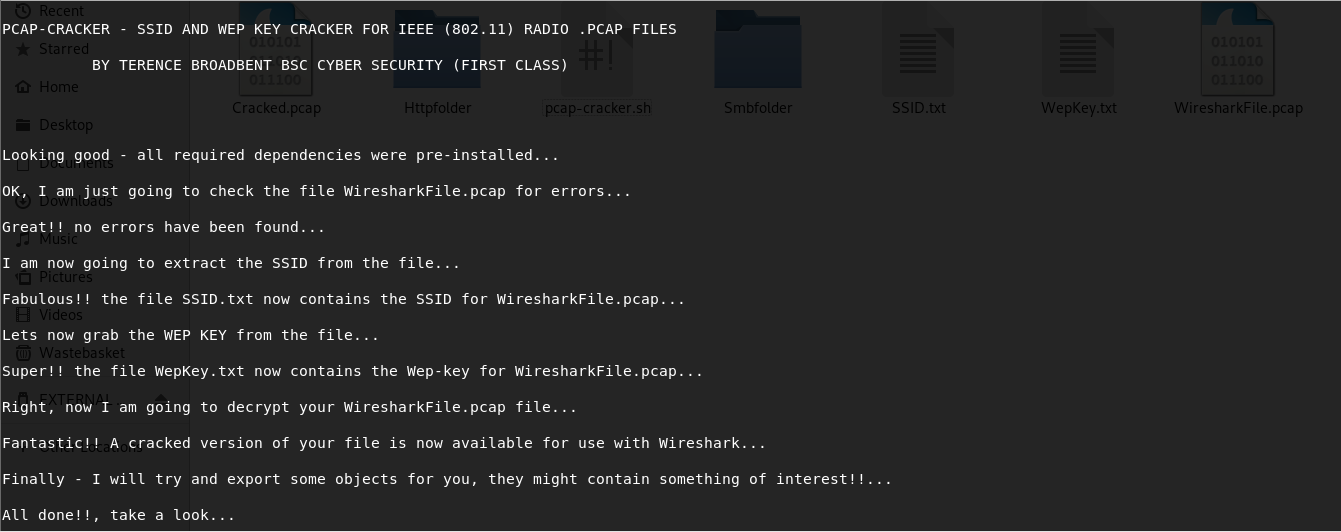 Recent
PCAP-CRACKER - SSID AND WEP KEY CRACKER FOR IEEE (802.11) RADIO .PCAP FILES
Starred
BY TERENCE BROADBENT BSC CYBER SECURITY (FIRST CLASS)
010101
011100
#!
010101
011010
011100
Home
Cracked.pcap Httpfolder pcap-cracker.sh Smbfolder SSID.txt WepKey.txt WiresharkFile.pcap
Desktop
Looking good - all required dependencies were pre-installed...
Documents
OK, I am just going to check the file WiresharkFile.pcap for errors...
Downloads
Great!! no errors have been found...
Music
I am now going to extract the SSID from the file...
Pictures
Fabulous!! the file SSID.txt now contains the SSID for WiresharkFile.pcap...
Videos
Lets now grab the WEP KEY from the file...
Wastebasket
Super!! the file WepKey.txt now contains the Wep-key for WiresharkFile.pcap...
EXTERNAL
Right, now I am going to decrypt your WiresharkFile.pcap file...
Fantastic!! A cracked version of your file is now available for use with Wireshark...
Other Locations
Finally - I will try and export some objects for you, they might contain something of interest!!...
All done!!, take a look...